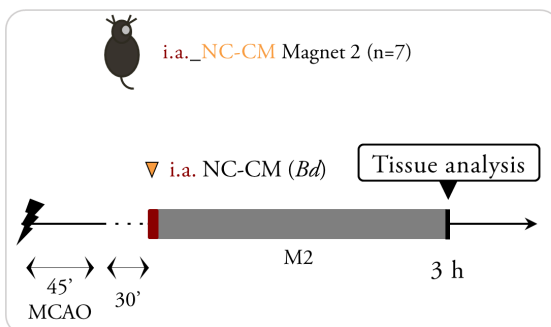 i.a._NC-CM Magnet 2 (n=7)
i.a. NC-CM (Bd)
Tissue analysis
M2
3 h
45’
30’
MCAO